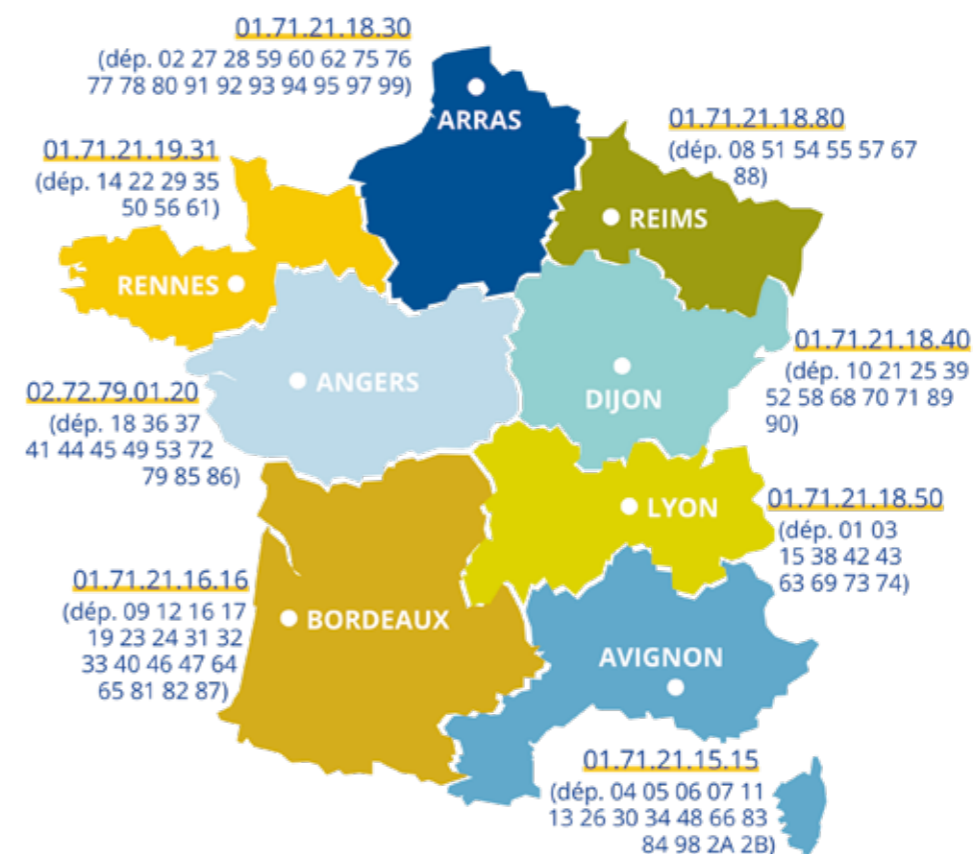 01.71.21.18.30
(dép. 02 27 28 59 60 62 75 76
77 78 80 91 92 93 94 95 97 99)
ARRAS
01.71.21.18.80
(dép. 08 51 54 55 57 67
88)
REIMS
01.71.21.19.31
(dép. 14 22 29 35
50 56 61)
RENNES
01.71.21.18.40
(dép. 10 21 25 39
52 58 68 70 71 89
90)
DIJON
ANGERS
02.72.79.01.20
(dép. 18 36 37
41 44 45 49 53 72
79 85 86)
LYON
01.71.21.18.50
(dép. 01 03
15 38 42 43
63 69 73 74)
01.71.21.16.16
(dép. 09 12 16 17
19 23 24 31 32
33 40 46 47 64
65 81 82 87)
BORDEAUX
AVIGNON
01.71.21.15.15
(dép. 04 05 06 07 11
13 26 30 34 48 66 83
84 98 2A 2B)